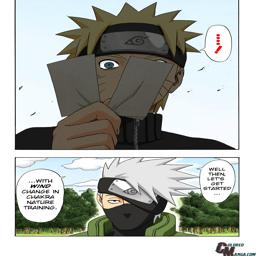 WELL
THEN,
LET'S
GET
STARTED
...
...WITH
WIND
CHANGE IN
CHAKRA
NATURE
TRAINING.
COLORED
MANGA.COM